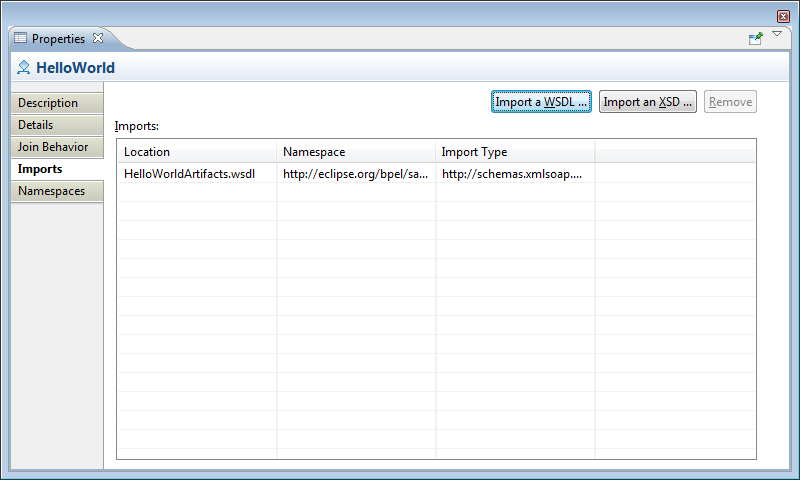 Properties
HelloWorld
Description
Details
Join Behavior
Imports
Namespaces
Import a WSDL ... Import an XSD ... Remove
Imports:
Location Namespace Import Type
HelloWorldArtifacts.wsdl http://eclipse.org/bpel/sa... http://schemas.xmlsoap....